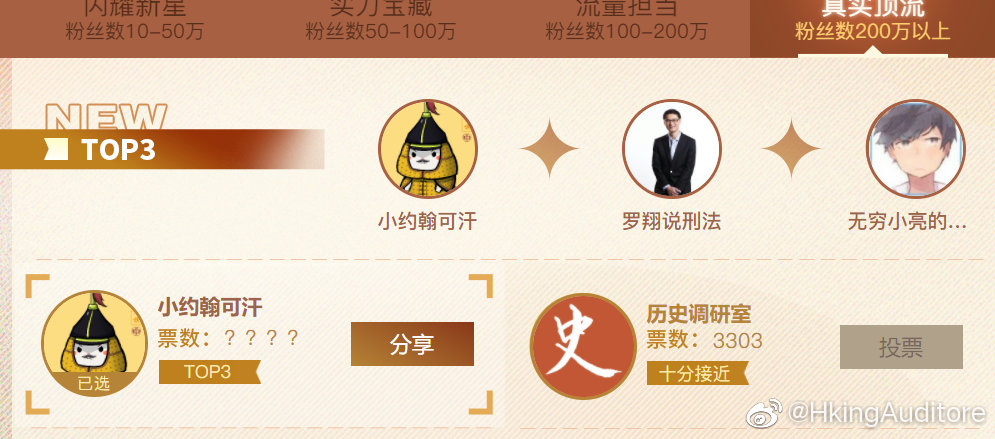 闪耀新星
实力宝藏
流量担当
真实顶流
粉丝数10-50万
粉丝数50-100万
粉丝数100-200万
粉丝数200万以上
NEW
TOP3
小约翰可汗
罗翔说刑法
无穷小亮的...
小约翰可汗
票数：？？？？
TOP3
已选
分享
史
历史调研室
票数：3303
十分接近
投票
@HkingAuditore